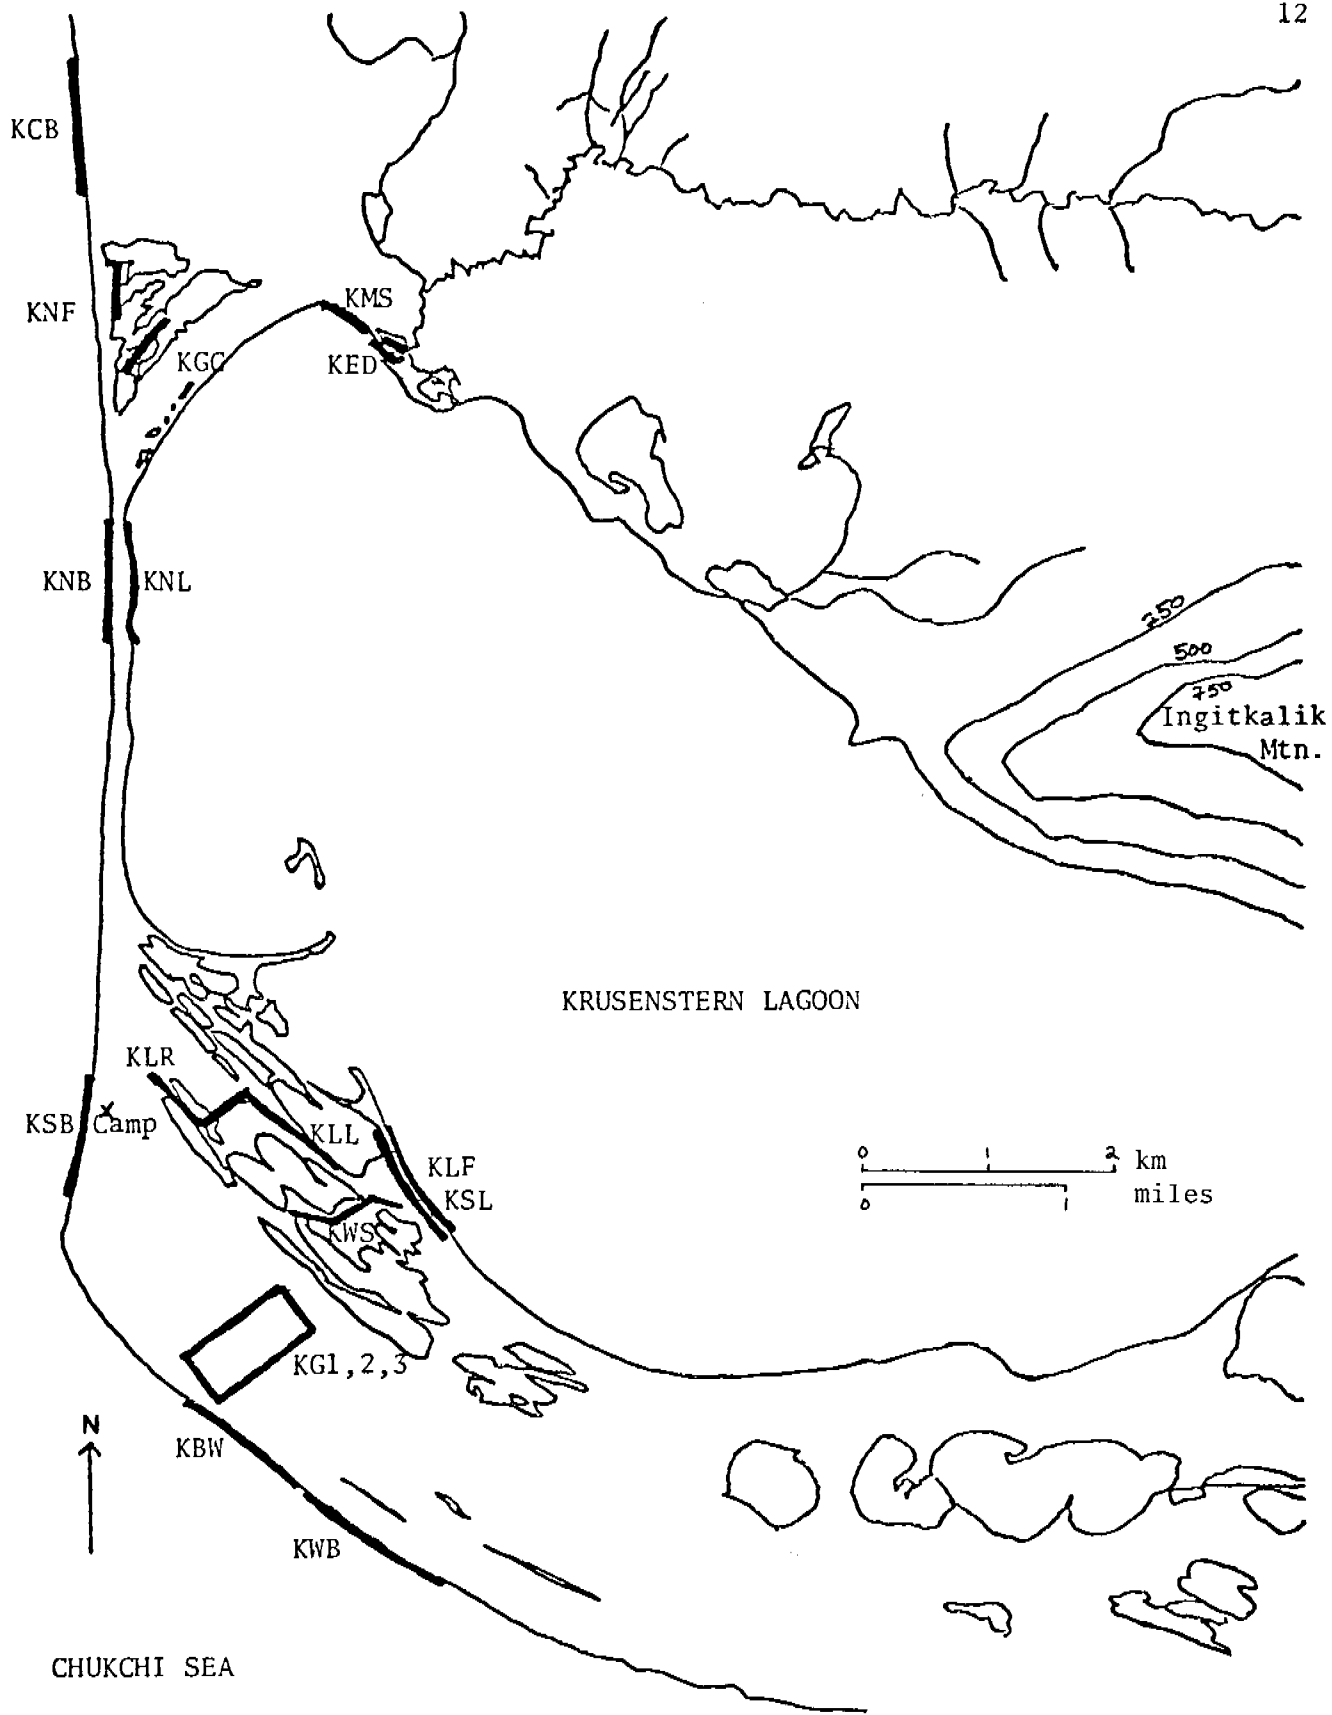 12
KCB
KNF
KMS
KED
KGC
KNB
KNL
250
500
750
Ingitkalik
Mtn.
KRUSENSTERN LAGOON
KLR
KSB
x
Camp
KLL
KLF
KSL
KWS
0 1 2 km
0 1 miles
KG1,2,3
N
KBW
KWB
CHUKCHI SEA